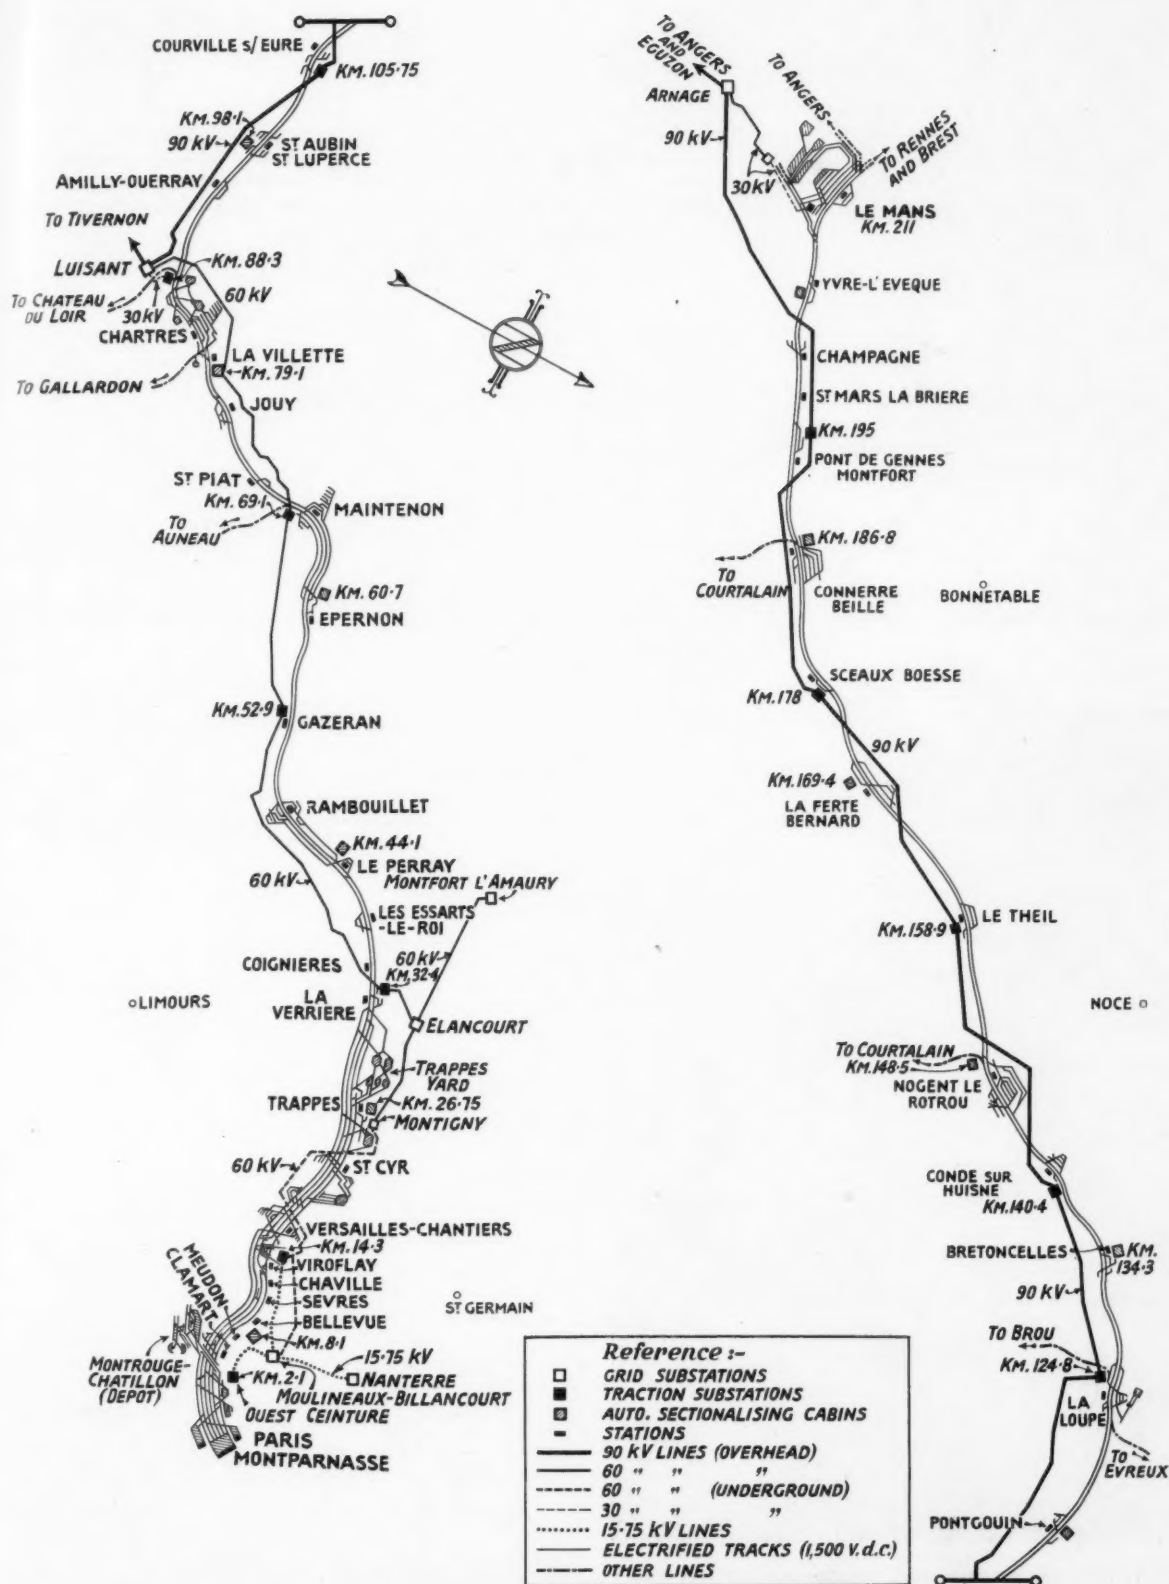 COURVILLE S/EURE
KM.105·75
KM.98·1
90 kV
ST AUBIN
ST LUPERCE
AMILLY-OUERRAY
TO TIVERNON
LUISANT
KM.88·3
TO CHATEAU
DU LOIR
30kV
60 kV
CHARTRES
LA VILLETTE
KM.79·1
TO GALLARDON
JOUY
ST PIAT
KM.69·1
MAINTENON
TO
AUNEAU
KM.60·7
EPERNON
KM.52·9
GAZERAN
RAMBOUILLET
KM.44·1
LE PERRAY
MONTFORT L'AMAURY
60 kV
LES ESSARTS
-LE-ROI
60 kV
KM.32·4
COIGNIERES
LIMOURS
LA
VERRIERE
ELANCOURT
TRAPPES
YARD
TRAPPES
KM.26·75
MONTIGNY
60 kV
ST CYR
VERSAILLES-CHANTIERS
KM.14·3
MEUDON
CLAMART
VIROFLAY
CHAVILLE
SEVRES
ST GERMAIN
BELLEVUE
KM.8·1
15·75 kV
MONTROUGE-
CHATILLON
(DEPOT)
KM.2·1
NANTERRE
MOULINEAUX-BILLANCOURT
OUEST CEINTURE
PARIS
MONTPARNASSE
TO ANGERS
AND
EGUZON
ARNAGE
TO ANGERS
90 kV
TO RENNES
AND BREST
30 kV
LE MANS
KM.211
YVRE-L'EVEQUE
CHAMPAGNE
ST MARS LA BRIERE
KM.195
PONT DE GENNES
MONTFORT
KM.186·8
TO
COURTALAIN
CONNERRE
BEILLE
BONNETABLE
SCEAUX BOESSE
KM.178
90 kV
KM.169·4
LA FERTE
BERNARD
LE THEIL
KM.158·9
NOCE
TO COURTALAIN
KM.148·5
NOGENT LE
ROTROU
CONDE SUR
HUISNE
KM.140·4
BRETONCELLES
KM.
134·3
90 kV
TO BROU
KM.124·8
LA
LOUPE
TO
EVREUX
PONTGOUIN
Reference :-
GRID SUBSTATIONS
TRACTION SUBSTATIONS
AUTO. SECTIONALISING CABINS
STATIONS
90 kV LINES (OVERHEAD)
60 " " "
60 " " (UNDERGROUND)
30 " " "
15·75 kV LINES
ELECTRIFIED TRACKS (1,500 V. d.c.)
OTHER LINES